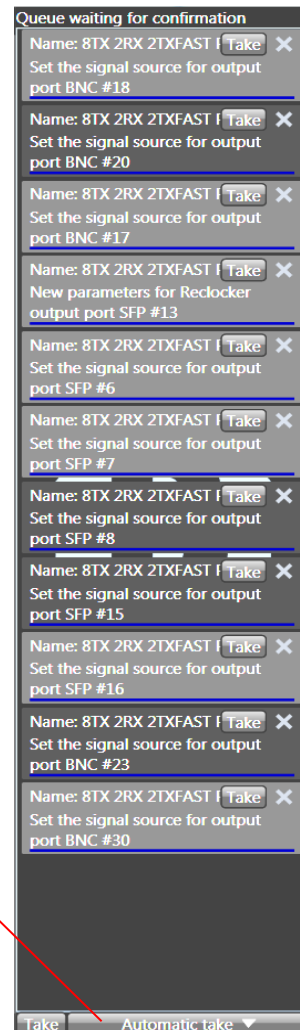 Queue waiting for confirmation
Name: 8TX 2RX 2TXFAST Take
Set the signal source for output
port BNC #18
Name: 8TX 2RX 2TXFAST Take
Set the signal source for output
port BNC #20
Name: 8TX 2RX 2TXFAST Take
Set the signal source for output
port BNC #17
Name: 8TX 2RX 2TXFAST Take
New parameters for Reclocker
output port SFP #13
Name: 8TX 2RX 2TXFAST Take
Set the signal source for output
port SFP #6
Name: 8TX 2RX 2TXFAST Take
Set the signal source for output
port SFP #7
Name: 8TX 2RX 2TXFAST Take
Set the signal source for output
port SFP #8
Name: 8TX 2RX 2TXFAST Take
Set the signal source for output
port SFP #15
Name: 8TX 2RX 2TXFAST Take
Set the signal source for output
port SFP #16
Name: 8TX 2RX 2TXFAST Take
Set the signal source for output
port BNC #23
Name: 8TX 2RX 2TXFAST Take
Set the signal source for output
port BNC #30
Take Automatic take